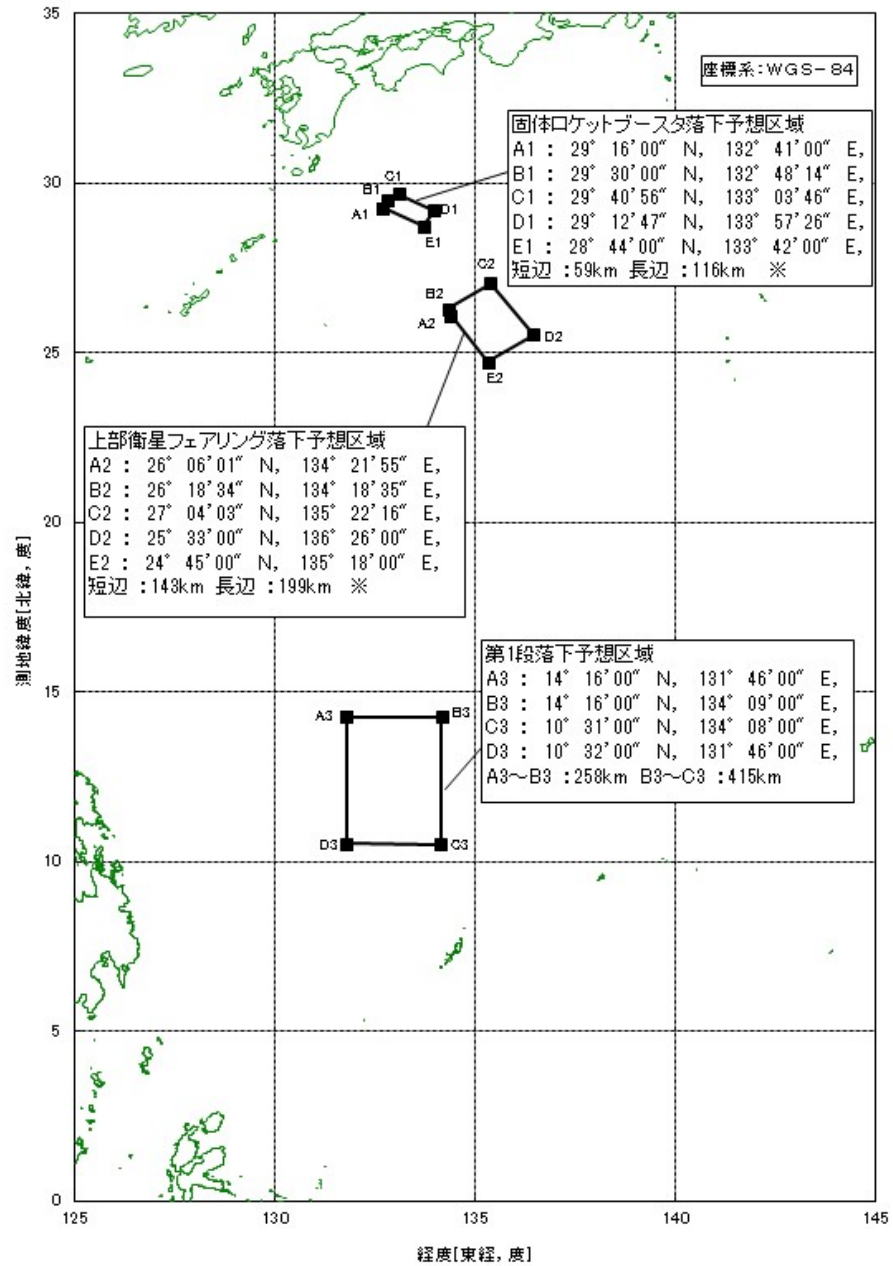 35
座標系：WGS－84
固体ロケットブースタ落下予想区域
A1 : 29° 16'00" N, 132° 41'00" E,
B1 : 29° 30'00" N, 132° 48'14" E,
C1 : 29° 40'56" N, 133° 03'46" E,
D1 : 29° 12'47" N, 133° 57'26" E,
E1 : 28° 44'00" N, 133° 42'00" E,
短辺 :59km 長辺 :116km ※
30
C1
B1
A1
D1
E1
C2
B2
A2
D2
E2
25
上部衛星フェアリング落下予想区域
A2 : 26° 06'01" N, 134° 21'55" E,
B2 : 26° 18'34" N, 134° 18'35" E,
C2 : 27° 04'03" N, 135° 22'16" E,
D2 : 25° 33'00" N, 136° 26'00" E,
E2 : 24° 45'00" N, 135° 18'00" E,
短辺 :143km 長辺 :199km ※
20
測地緯度[北緯, 度]
第1段落下予想区域
A3 : 14° 16'00" N, 131° 46'00" E,
B3 : 14° 16'00" N, 134° 09'00" E,
C3 : 10° 31'00" N, 134° 08'00" E,
D3 : 10° 32'00" N, 131° 46'00" E,
A3～B3 :258km B3～C3 :415km
15
A3
B3
D3
C3
10
5
0
125
130
135
140
145
経度[東経, 度]